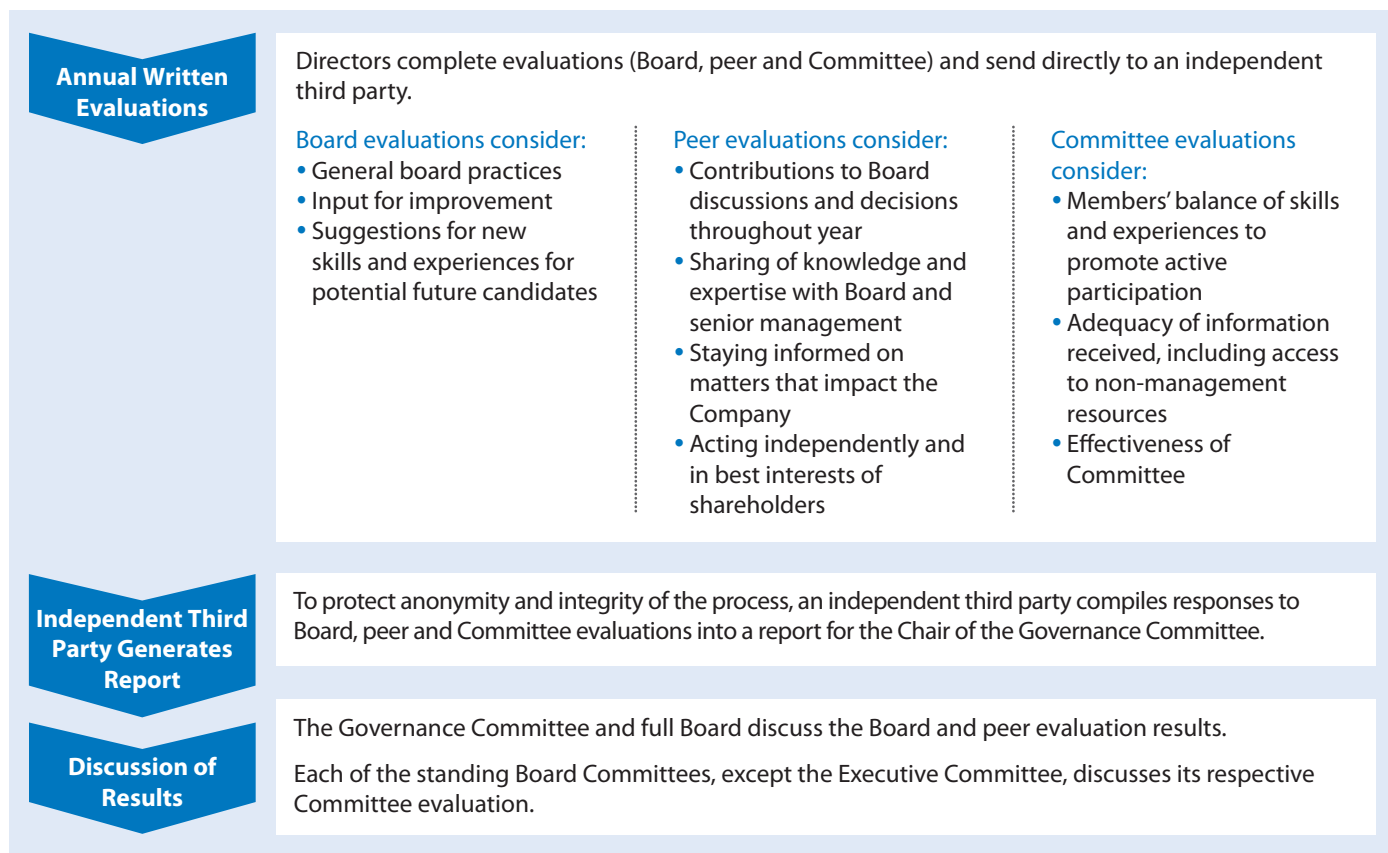 Annual Written
Evaluations
Directors complete evaluations (Board, peer and Committee) and send directly to an independent
third party.
Board evaluations consider:
• General board practices
• Input for improvement
• Suggestions for new
skills and experiences for
potential future candidates
Peer evaluations consider:
• Contributions to Board
discussions and decisions
throughout year
• Sharing of knowledge and
expertise with Board and
senior management
• Staying informed on
matters that impact the
Company
• Acting independently and
in best interests of
shareholders
Committee evaluations
consider:
• Members’ balance of skills
and experiences to
promote active
participation
• Adequacy of information
received, including access
to non-management
resources
• Effectiveness of
Committee
Independent Third
Party Generates
Report
To protect anonymity and integrity of the process, an independent third party compiles responses to
Board, peer and Committee evaluations into a report for the Chair of the Governance Committee.
Discussion of
Results
The Governance Committee and full Board discuss the Board and peer evaluation results.
Each of the standing Board Committees, except the Executive Committee, discusses its respective
Committee evaluation.